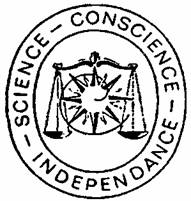 SCIENCE – CONSCIENCE – INDEPENDANCE –